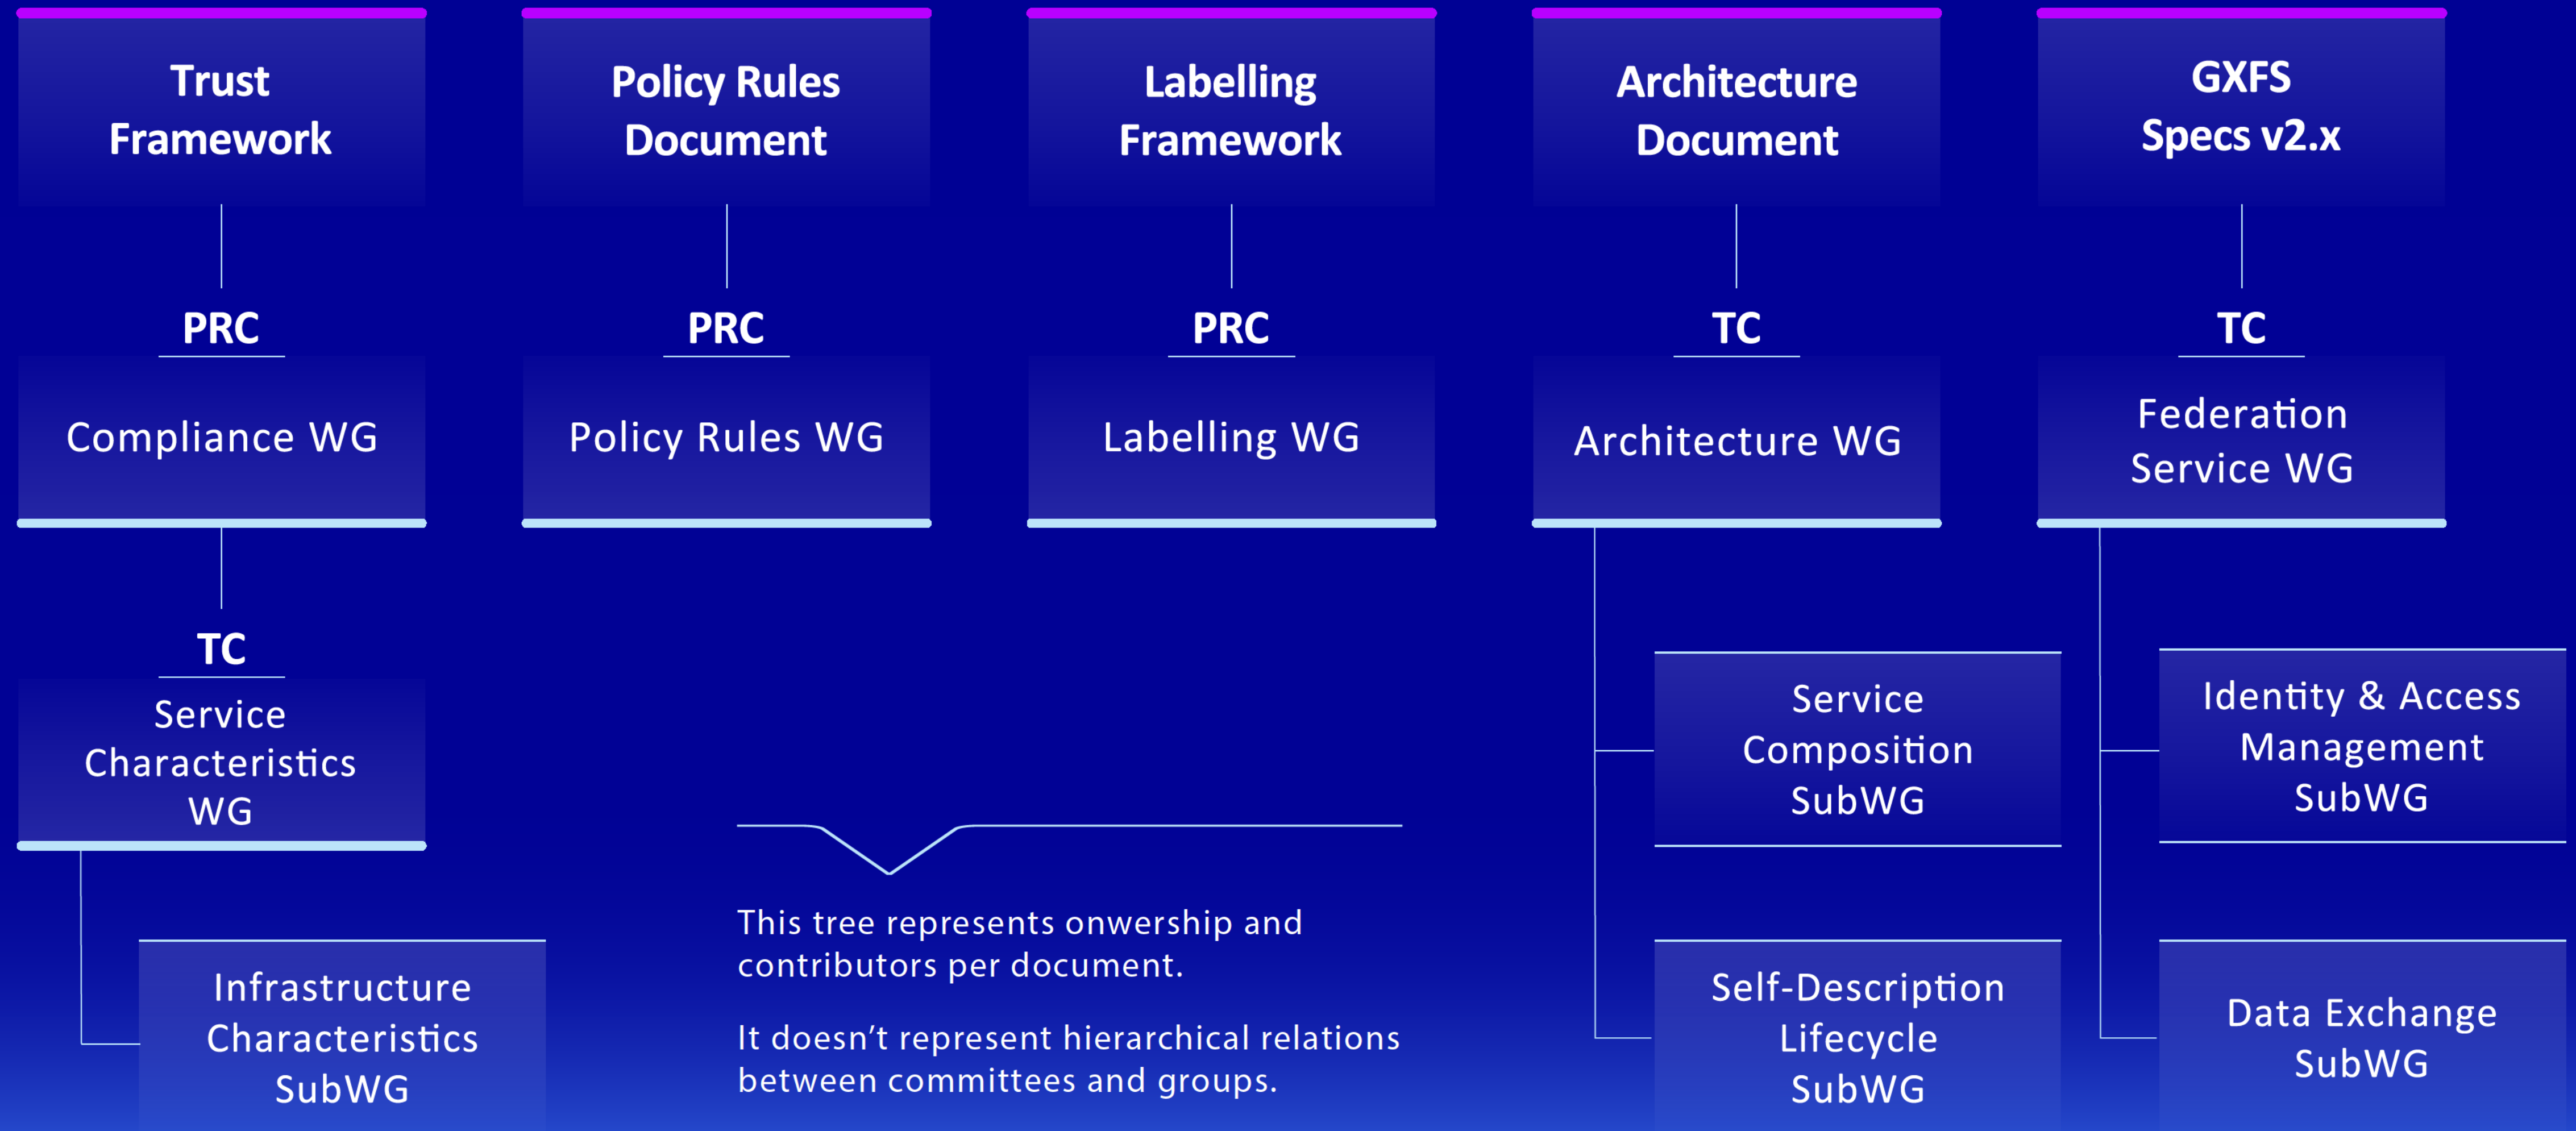 Trust
Framework
Policy Rules
Document
Labelling
Framework
Architecture
Document
GXFS
Specs v2.x
PRC
Compliance WG
PRC
Policy Rules WG
PRC
Labelling WG
TC
Architecture WG
TC
Federation
Service WG
TC
Service
Characteristics
WG
Infrastructure
Characteristics
SubWG
This tree represents onwership and
contributors per document.
It doesn’t represent hierarchical relations
between committees and groups.
Service
Composition
SubWG
Self-Description
Lifecycle
SubWG
Identity & Access
Management
SubWG
Data Exchange
SubWG